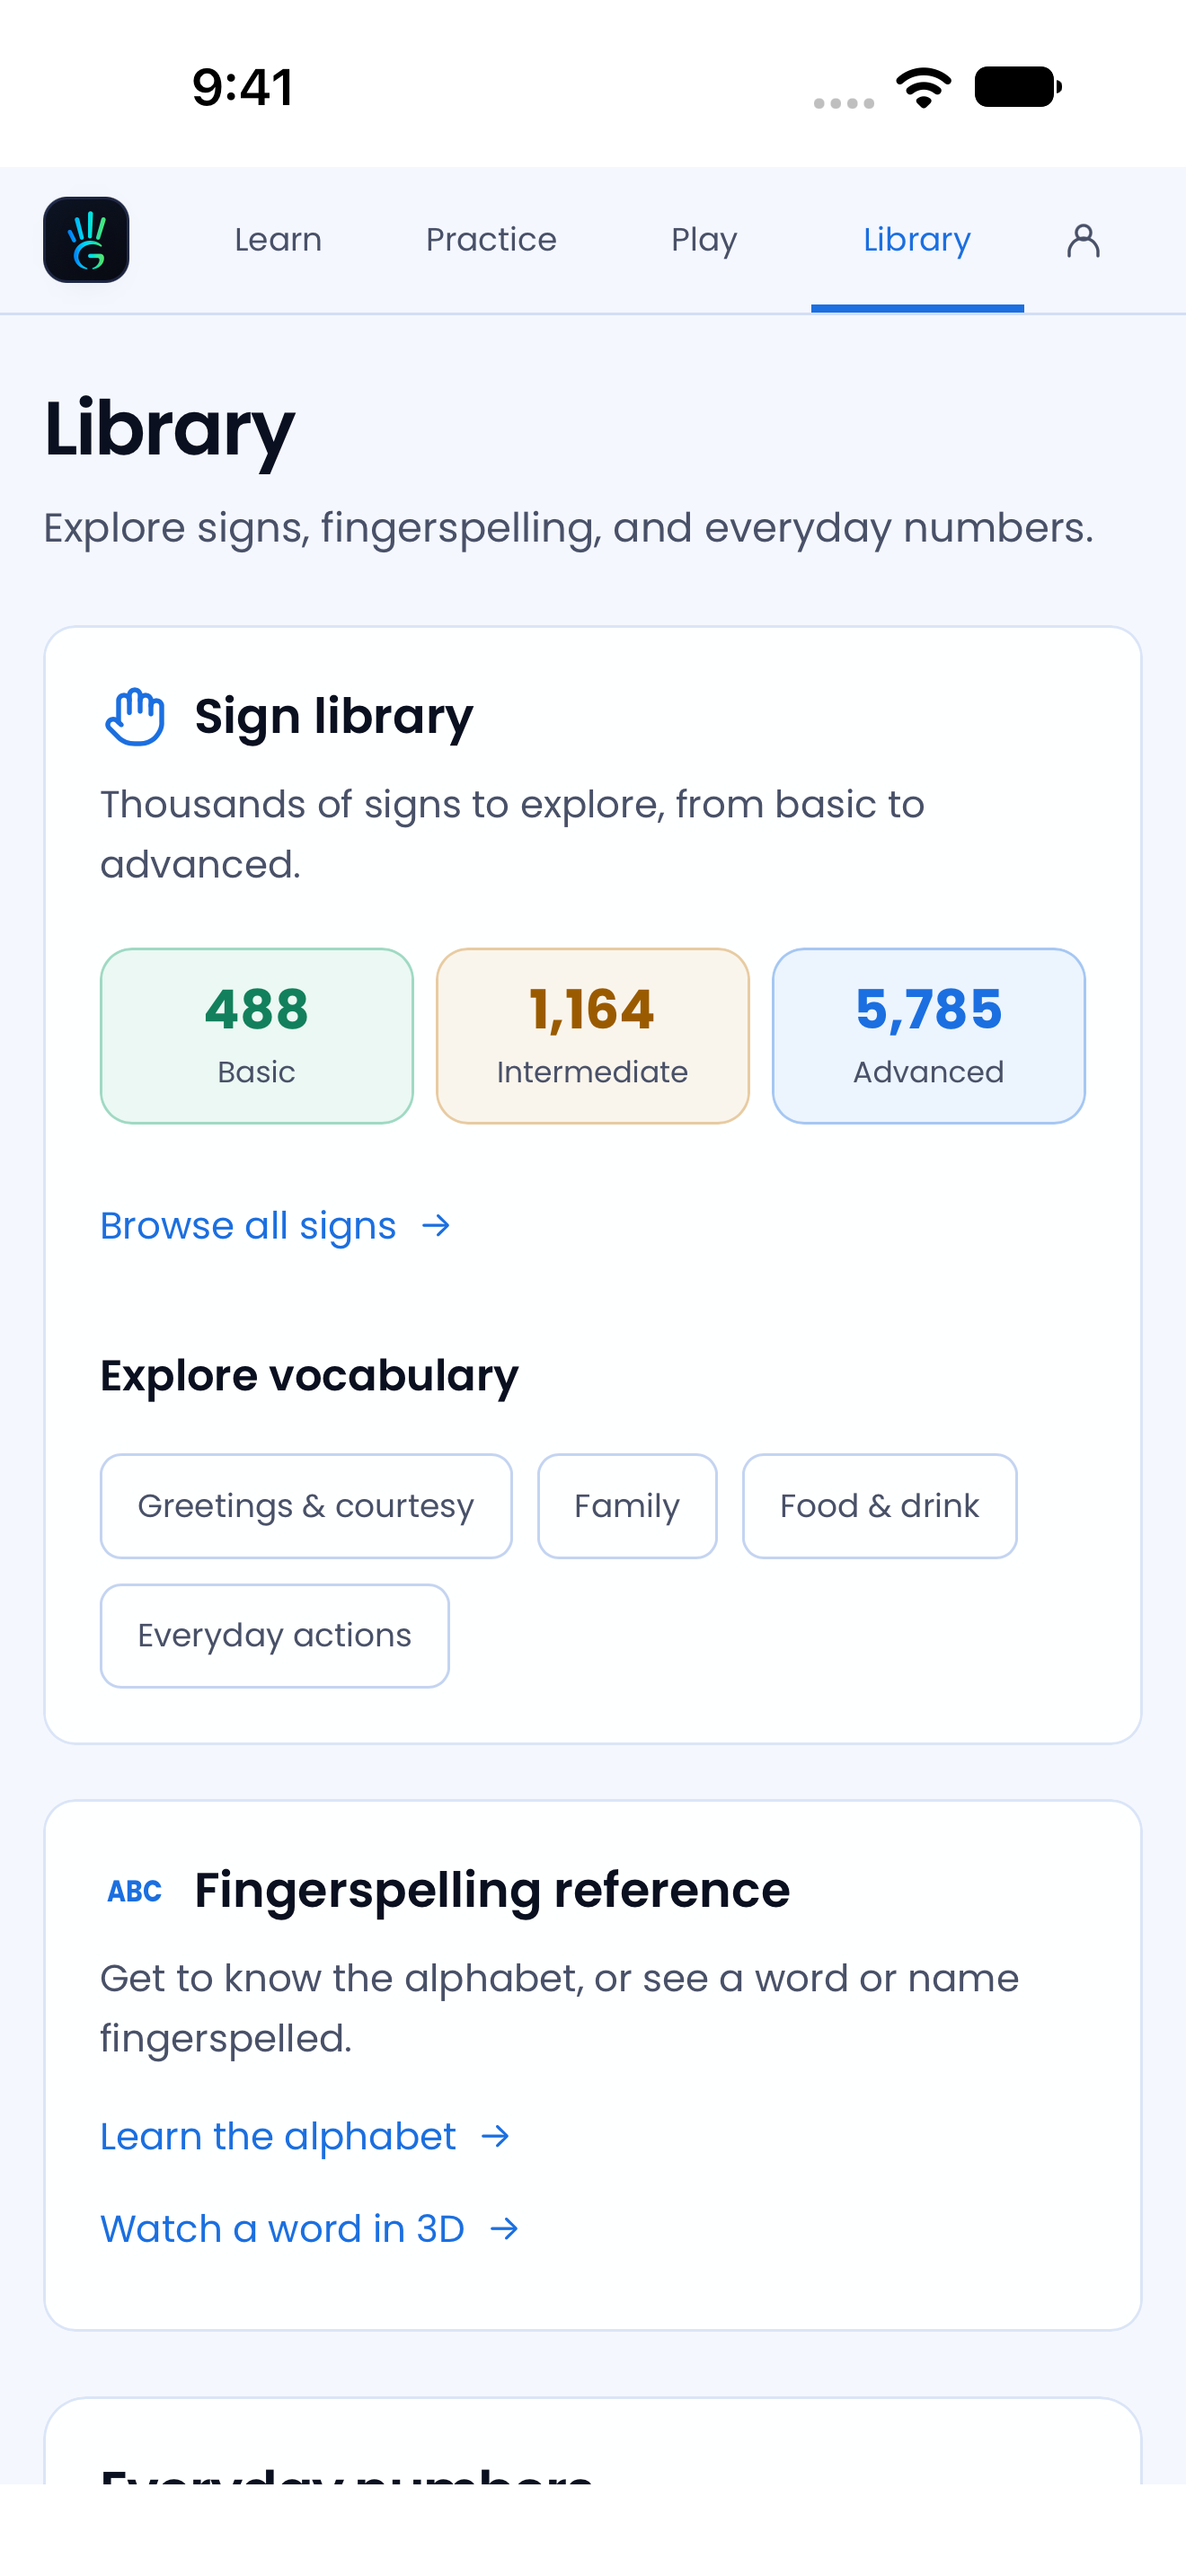 9:41
Learn
Practice
Play
Library
Library
Explore signs, fingerspelling, and everyday numbers.
Sign library
Thousands of signs to explore, from basic to
advanced.
488
Basic
1,164
Intermediate
5,785
Advanced
Browse all signs →
Explore vocabulary
Greetings & courtesy
Family
Food & drink
Everyday actions
ABC
Fingerspelling reference
Get to know the alphabet, or see a word or name
fingerspelled.
Learn the alphabet →
Watch a word in 3D →
Everyday numbers